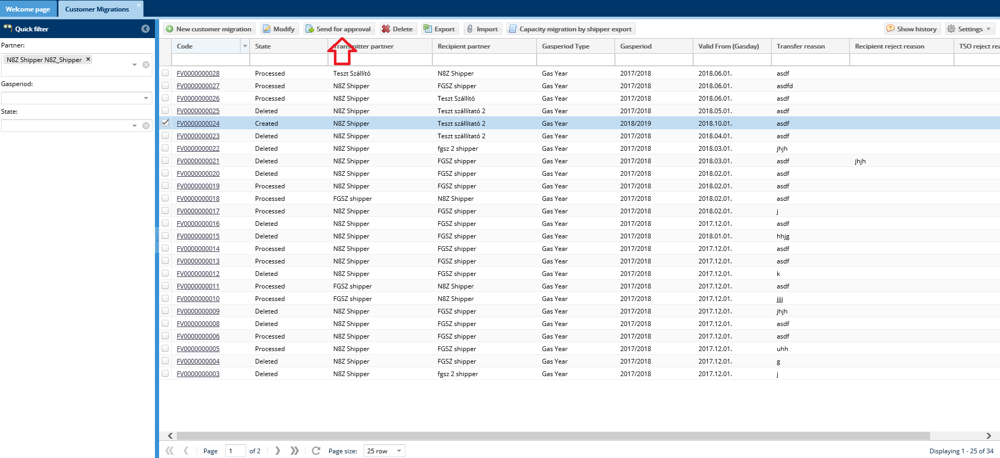 Welcome page Customer Migrations
Quick filter
Partner:
N8Z Shipper N8Z_Shipper
Gasperiod:
State:
New customer migration Modify Send for approval Delete Export Import Capacity migration by shipper export Show history Settings
Code State Transmitter partner Recipient partner Gasperiod Type Gasperiod Valid From (Gasday) Transfer reason Recipient reject reason TSO reject rea
FV0000000028 Processed Teszt Szállító N8Z Shipper Gas Year 2017/2018 2018.06.01. asdf
FV0000000027 Processed N8Z Shipper FGSZ shipper Gas Year 2017/2018 2018.06.01. asdfd
FV0000000026 Processed N8Z Shipper Teszt Szállító Gas Year 2017/2018 2018.06.01. asdf
FV0000000025 Deleted N8Z Shipper Teszt szállítató 2 Gas Year 2017/2018 2018.05.01. asdf
FV0000000024 Created N8Z Shipper Teszt szállítató 2 Gas Year 2018/2019 2018.10.01. asdf
FV0000000023 Deleted N8Z Shipper Teszt szállítató 2 Gas Year 2017/2018 2018.04.01. asdf
FV0000000022 Deleted N8Z Shipper fgsz 2 shipper Gas Year 2017/2018 2018.03.01. jhjh
FV0000000021 Deleted N8Z Shipper FGSZ shipper Gas Year 2017/2018 2018.03.01. asdf jhjh
FV0000000020 Deleted N8Z Shipper FGSZ shipper Gas Year 2017/2018 2018.02.01. asdf
FV0000000019 Processed N8Z Shipper FGSZ shipper Gas Year 2017/2018 2018.02.01. asdf
FV0000000018 Processed FGSZ shipper N8Z Shipper Gas Year 2017/2018 2018.02.01. asdf
FV0000000017 Processed N8Z Shipper FGSZ shipper Gas Year 2017/2018 2018.02.01. j
FV0000000016 Deleted N8Z Shipper FGSZ shipper Gas Year 2017/2018 2017.12.01. asdf
FV0000000015 Deleted N8Z Shipper FGSZ shipper Gas Year 2017/2018 2018.01.01. hhjg
FV0000000014 Processed N8Z Shipper FGSZ shipper Gas Year 2017/2018 2017.12.01. asdf
FV0000000013 Processed N8Z Shipper FGSZ shipper Gas Year 2017/2018 2017.12.01. asdf
FV0000000012 Deleted N8Z Shipper FGSZ shipper Gas Year 2017/2018 2017.12.01. k
FV0000000011 Processed FGSZ shipper N8Z Shipper Gas Year 2017/2018 2017.12.01. asdf
FV0000000010 Processed FGSZ shipper N8Z Shipper Gas Year 2017/2018 2017.12.01. jjjj
FV0000000009 Deleted N8Z Shipper FGSZ shipper Gas Year 2017/2018 2017.12.01. jhjh
FV0000000008 Deleted N8Z Shipper FGSZ shipper Gas Year 2017/2018 2017.12.01. asdf
FV0000000006 Processed N8Z Shipper FGSZ shipper Gas Year 2017/2018 2017.12.01. asdf
FV0000000005 Processed N8Z Shipper FGSZ shipper Gas Year 2017/2018 2017.12.01. uhh
FV0000000004 Deleted N8Z Shipper FGSZ shipper Gas Year 2017/2018 2017.12.01. g
FV0000000003 Deleted N8Z Shipper fgsz 2 shipper Gas Year 2017/2018 2017.12.01. j
Page 1 of 2 Page size: 25 row Displaying 1 - 25 of 34